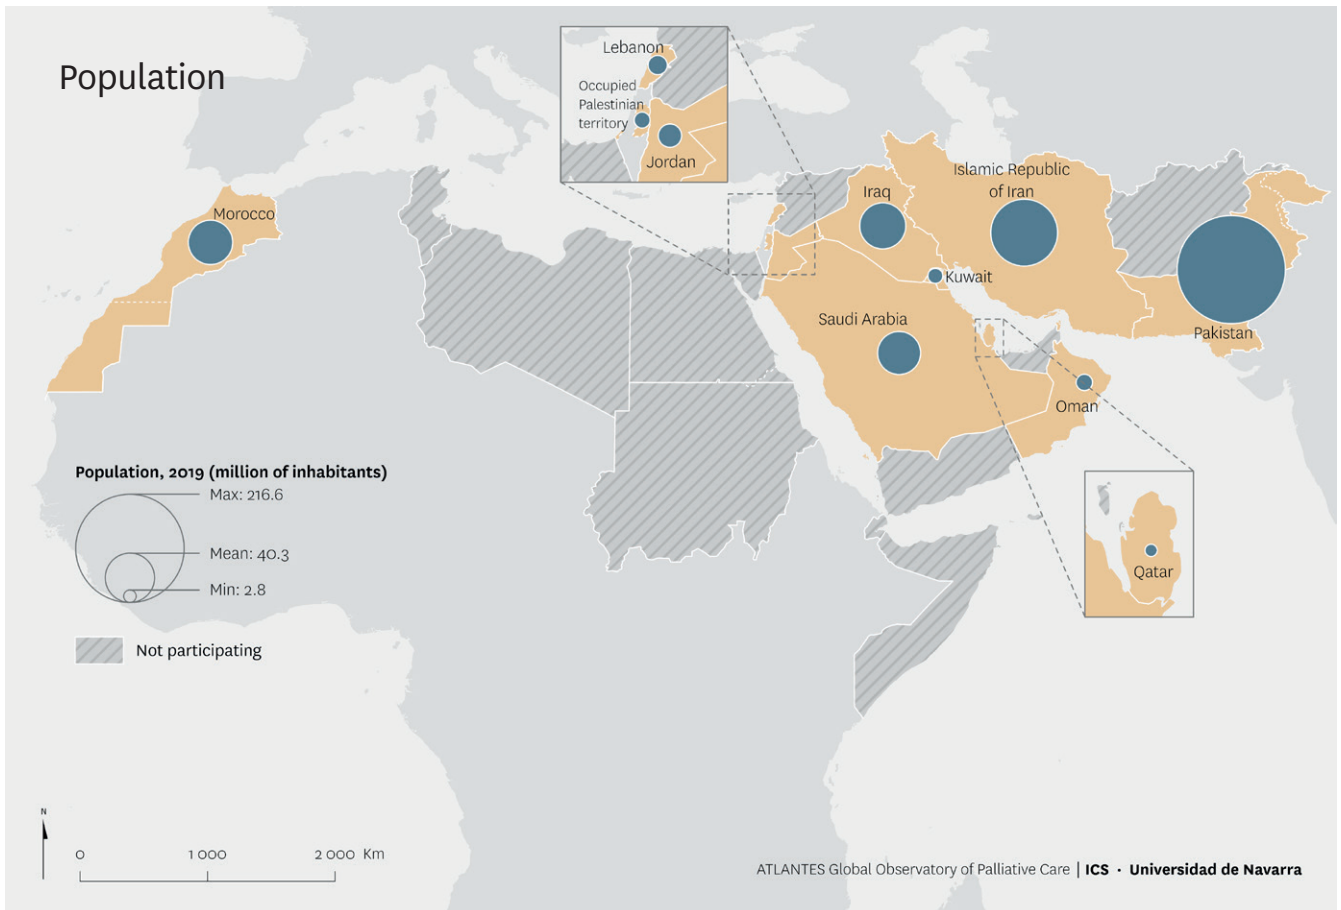 Population
Lebanon
Occupied
Palestinian
territory
Jordan
Morocco
Iraq
Islamic Republic
of Iran
Kuwait
Saudi Arabia
Pakistan
Oman
Qatar
Population, 2019 (million of inhabitants)
Max: 216.6
Mean: 40.3
Min: 2.8
Not participating
N
0 1 000 2 000 Km
ATLANTES Global Observatory of Palliative Care | ICS · Universidad de Navarra